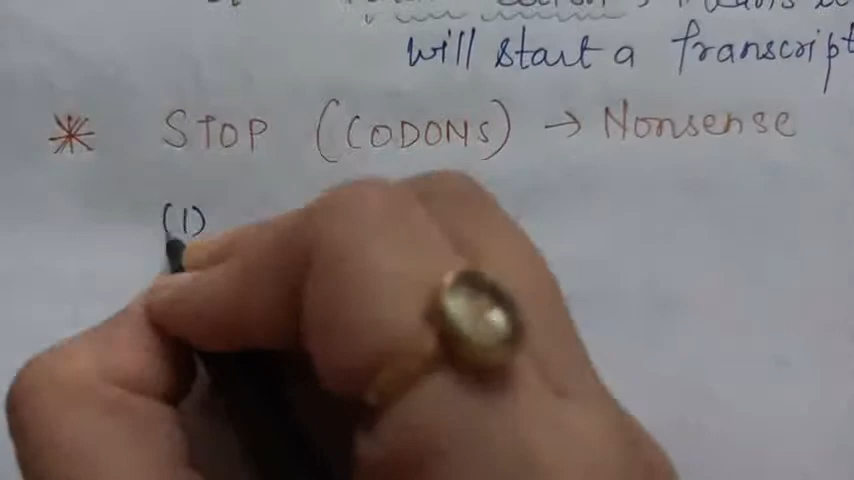 will start a transcript
* STOP (CODONS) → Nonsense
(1)